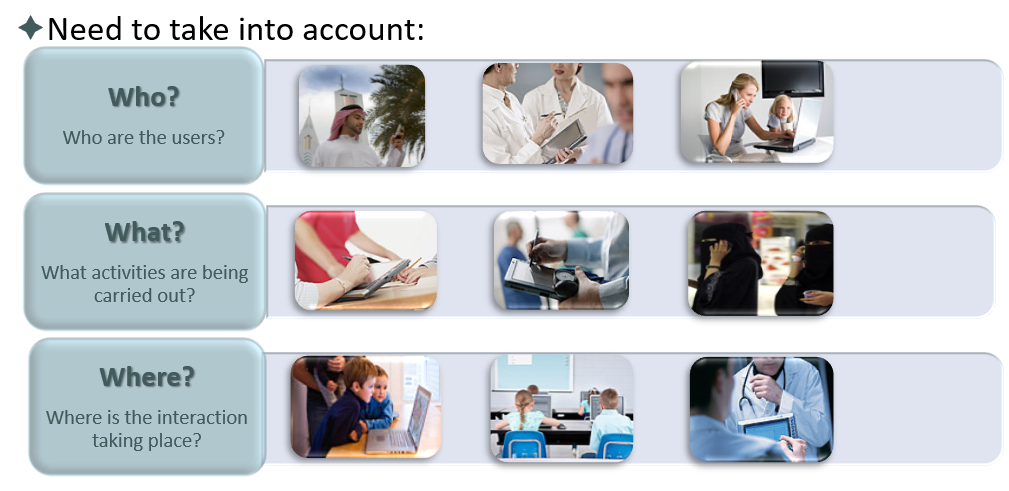 Need to take into account:
Who?
Who are the users?
What?
What activities are being
carried out?
Where?
Where is the interaction
taking place?